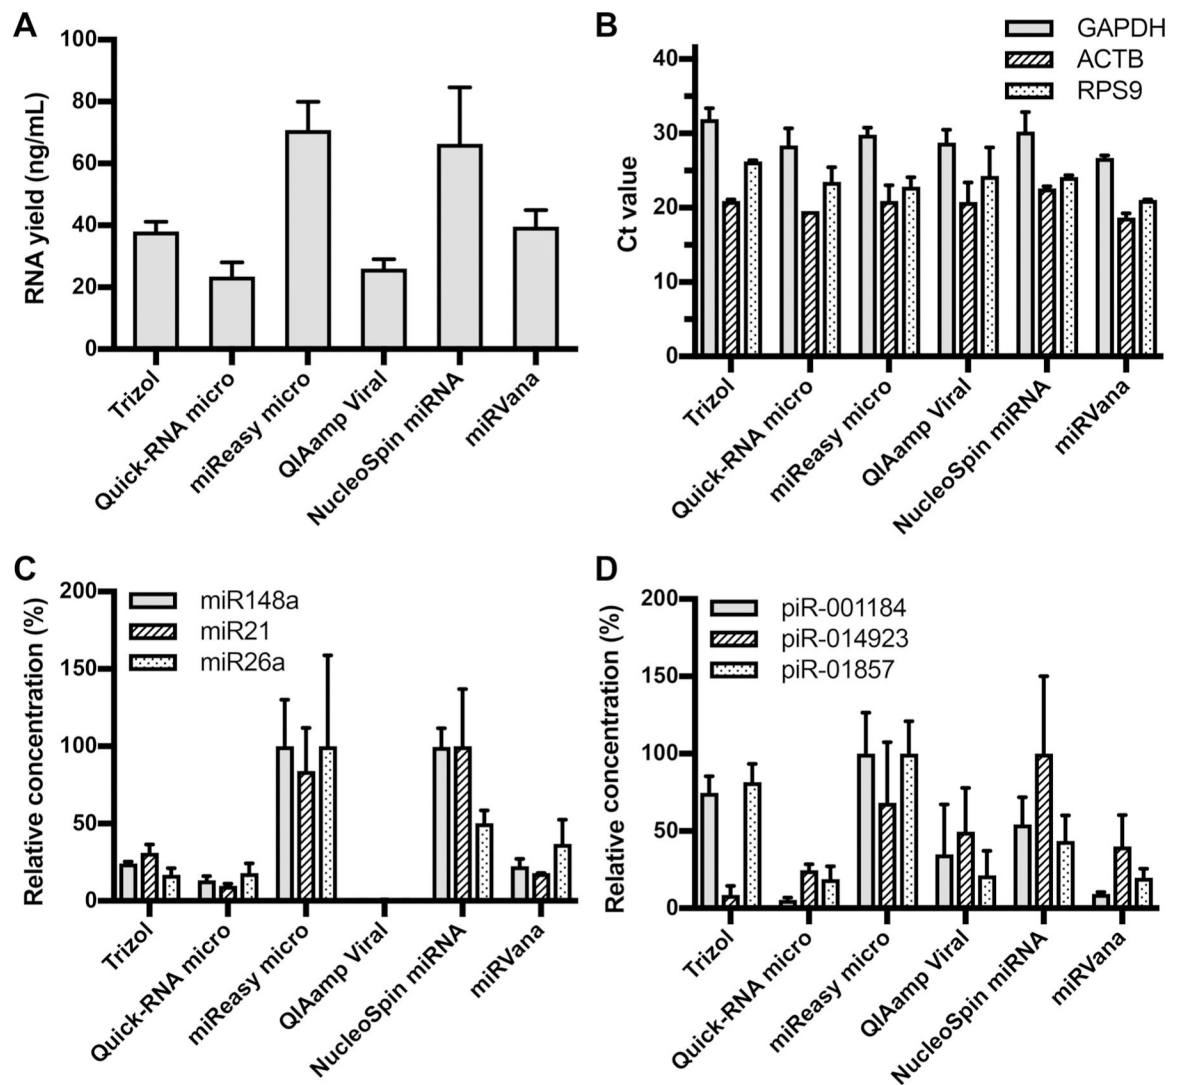 A
RNA yield (ng/mL)
100
80
60
40
20
0
Trizol
Quick-RNA micro
miReasy micro
QIAamp Viral
NucleoSpin miRNA
miRVana
B
GAPDH
ACTB
RPS9
Ct value
40
30
20
10
0
Trizol
Quick-RNA micro
miReasy micro
QIAamp Viral
NucleoSpin miRNA
miRVana
C
miR148a
miR21
miR26a
Relative concentration (%)
200
150
100
50
0
Trizol
Quick-RNA micro
miReasy micro
QIAamp Viral
NucleoSpin miRNA
miRVana
D
piR-001184
piR-014923
piR-01857
Relative concentration (%)
200
150
100
50
0
Trizol
Quick-RNA micro
miReasy micro
QIAamp Viral
NucleoSpin miRNA
miRVana